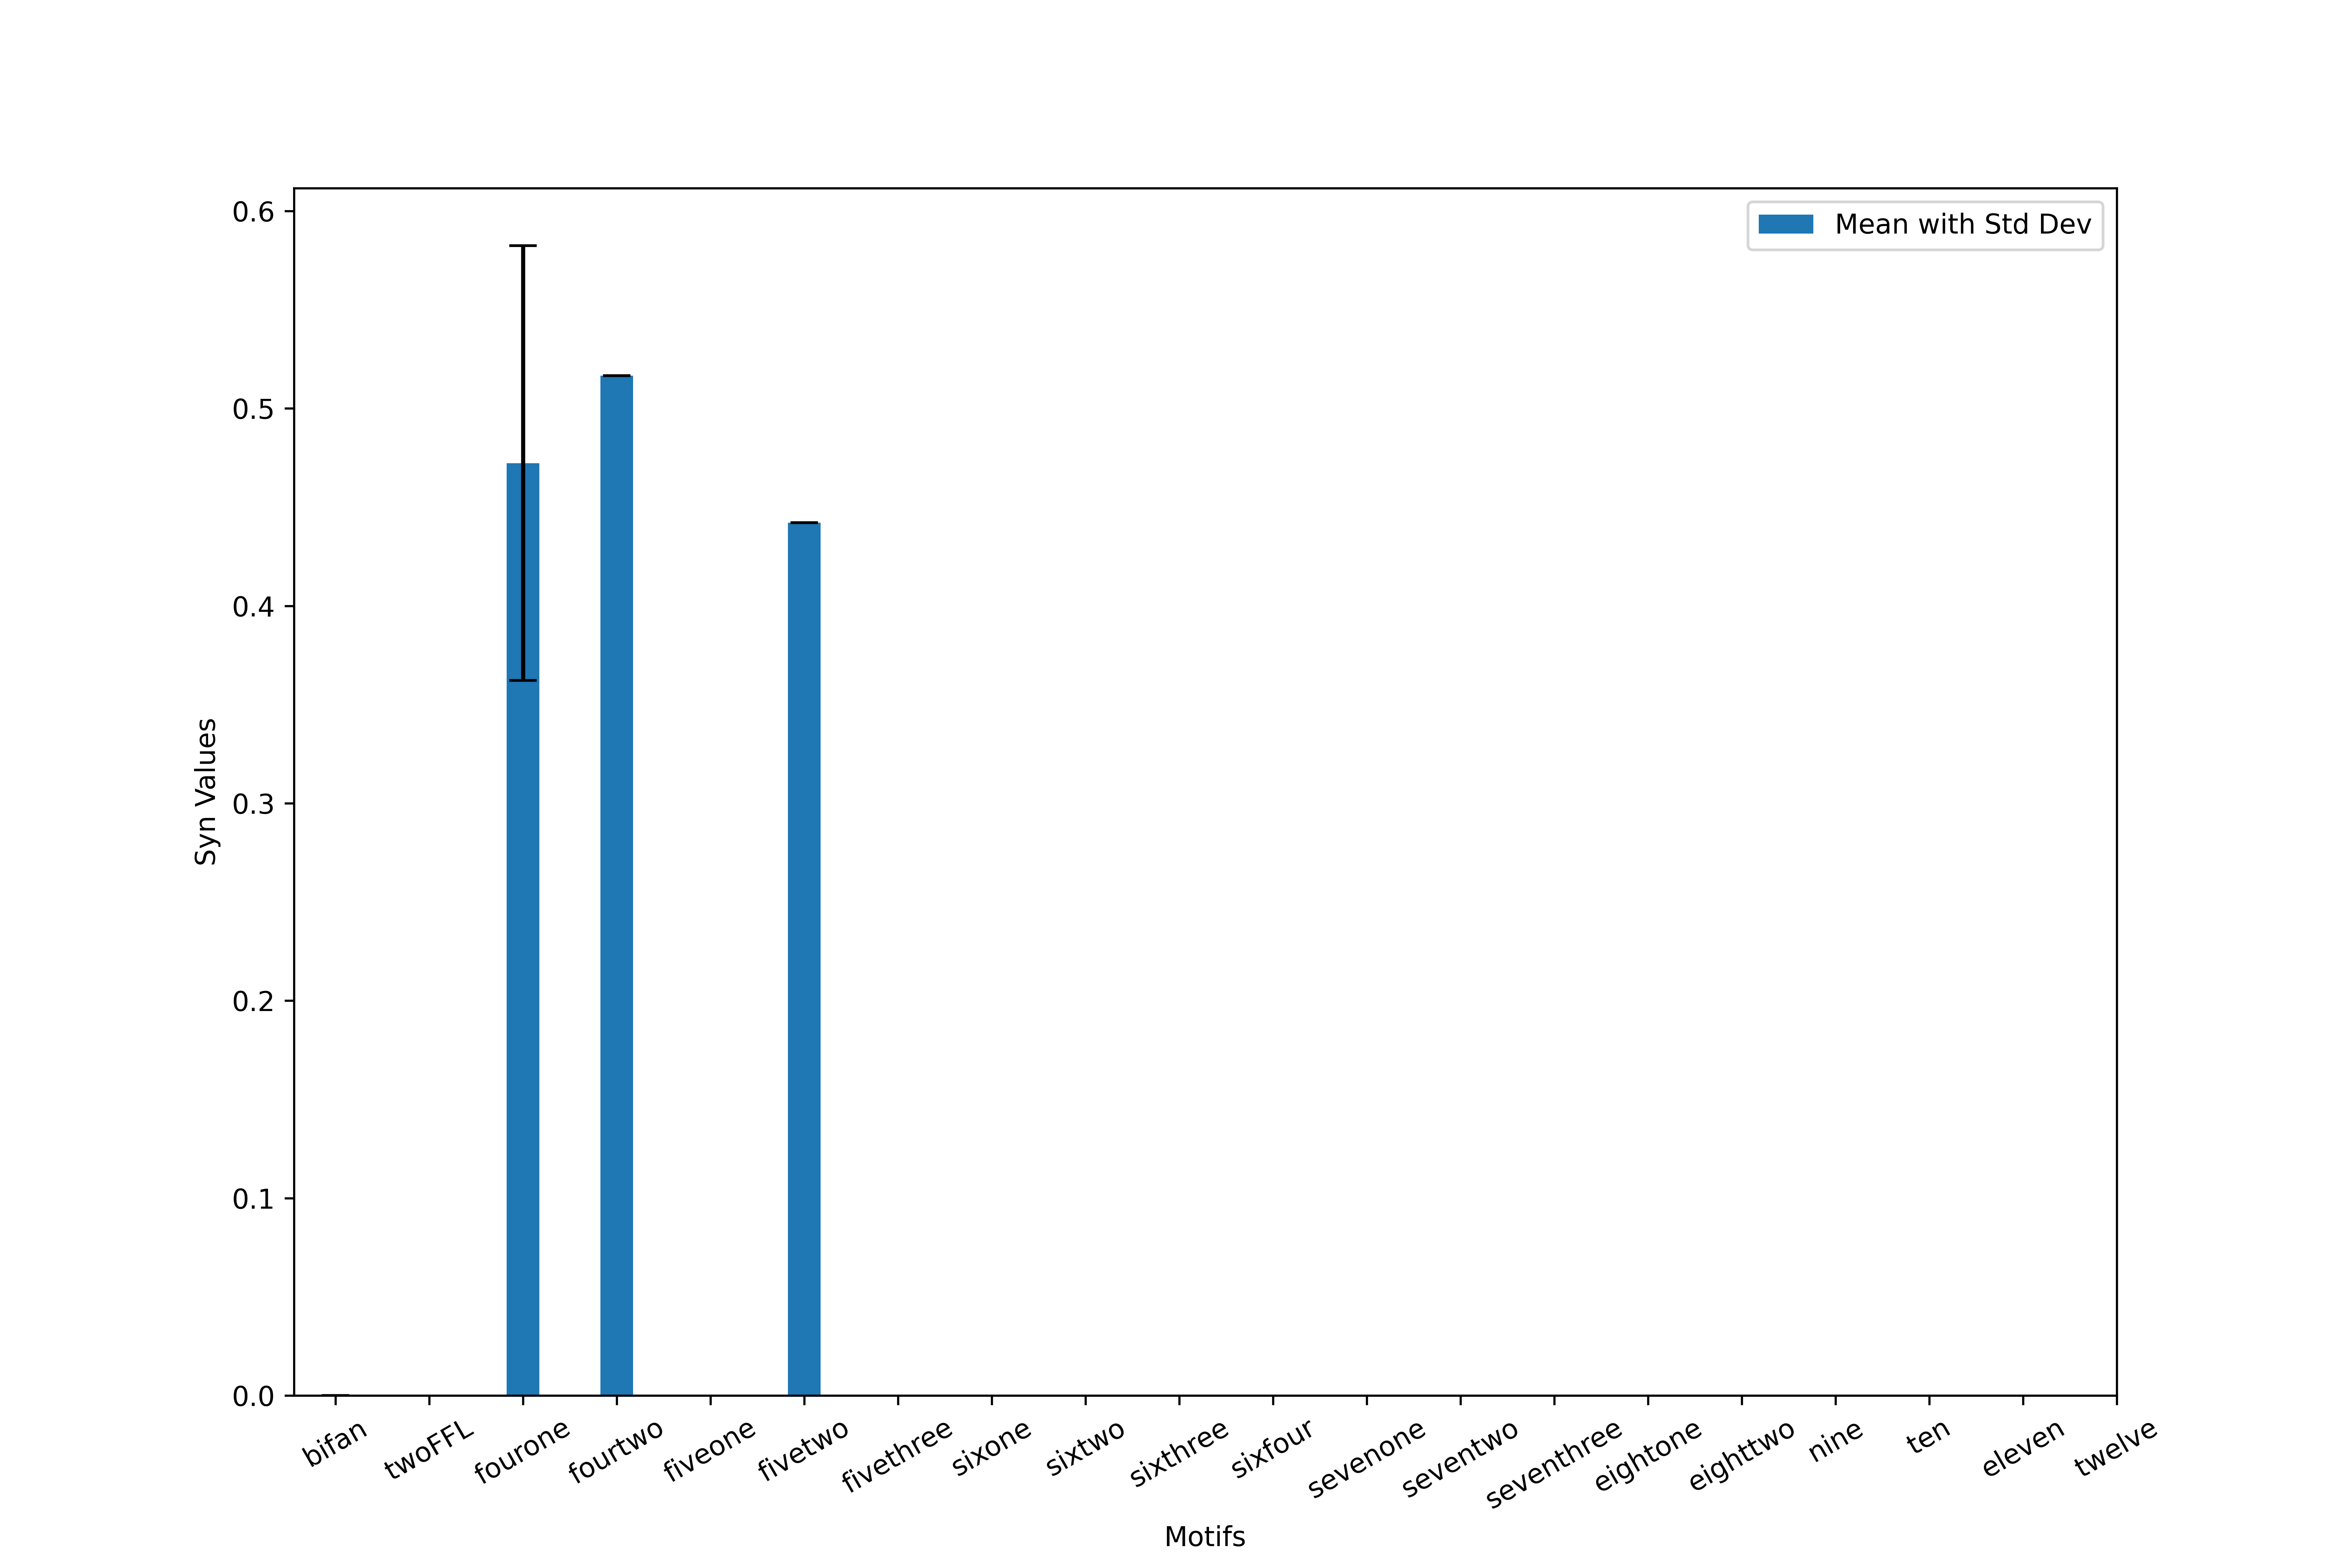 Mean with Std Dev
0.6
0.5
0.4
0.3
0.2
0.1
0.0
Syn Values
bifan
twoFFL
fourone
fourtwo
fiveone
fivetwo
fivethree
sixone
sixtwo
sixthree
sixfour
sevenone
seventwo
seventhree
eightone
eighttwo
nine
ten
eleven
twelve
Motifs